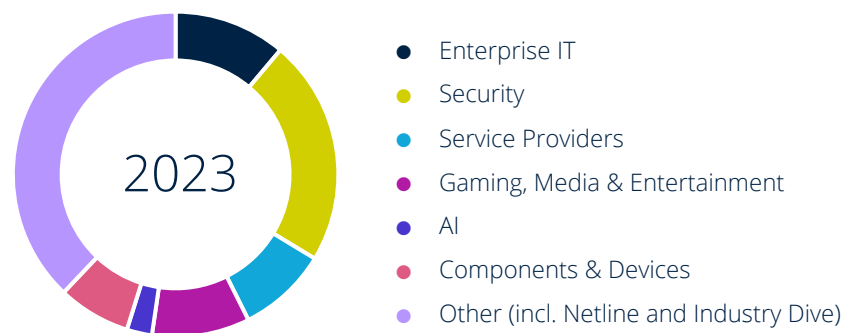 2023
Enterprise IT
Security
Service Providers
Gaming, Media & Entertainment
AI
Components & Devices
Other (incl. Netline and Industry Dive)